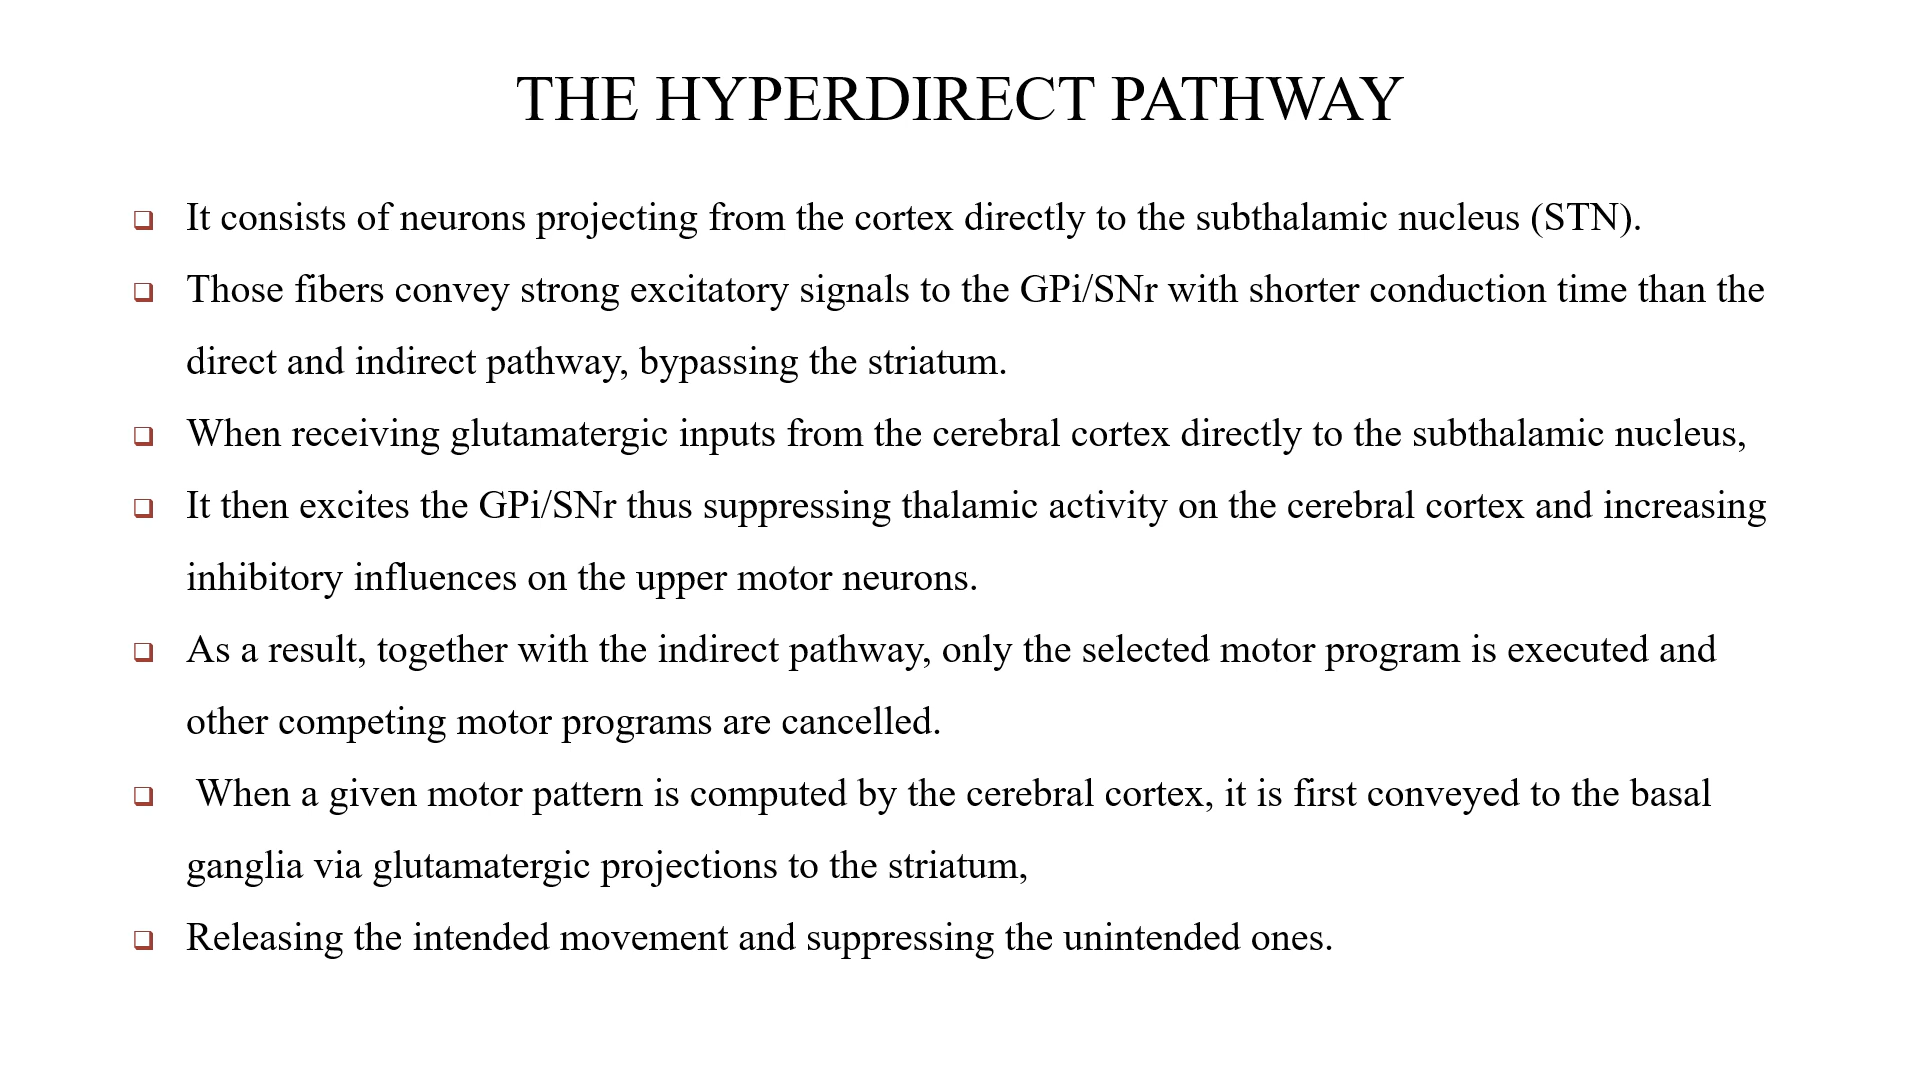 THE HYPERDIRECT PATHWAY
It consists of neurons projecting from the cortex directly to the subthalamic nucleus (STN).
Those fibers convey strong excitatory signals to the GPi/SNr with shorter conduction time than the
direct and indirect pathway, bypassing the striatum.
When receiving glutamatergic inputs from the cerebral cortex directly to the subthalamic nucleus,
It then excites the GPi/SNr thus suppressing thalamic activity on the cerebral cortex and increasing
inhibitory influences on the upper motor neurons.
As a result, together with the indirect pathway, only the selected motor program is executed and
other competing motor programs are cancelled.
When a given motor pattern is computed by the cerebral cortex, it is first conveyed to the basal
ganglia via glutamatergic projections to the striatum,
Releasing the intended movement and suppressing the unintended ones.